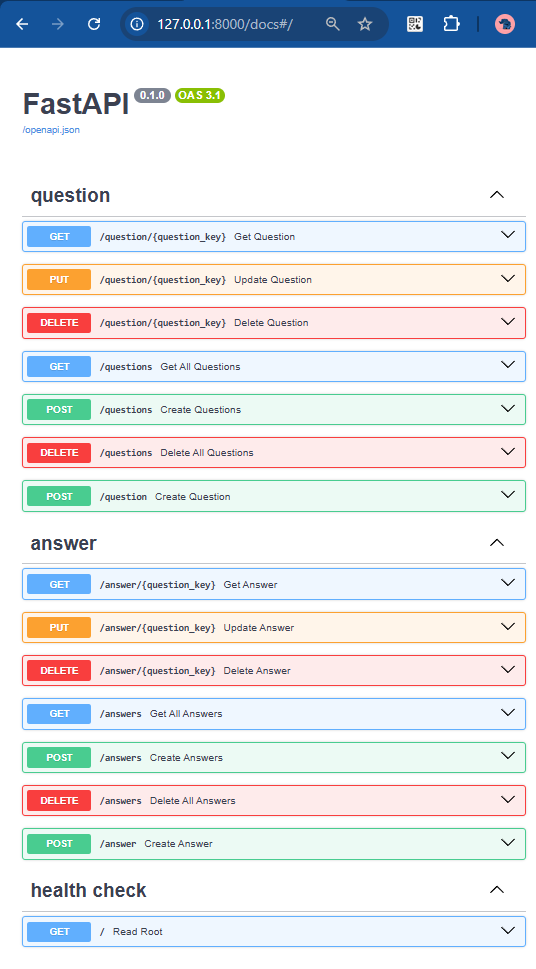 127.0.0.1:8000/docs#/
FastAPI 0.1.0 OAS 3.1
/openapi.json
question
GET /question/{question_key} Get Question
PUT /question/{question_key} Update Question
DELETE /question/{question_key} Delete Question
GET /questions Get All Questions
POST /questions Create Questions
DELETE /questions Delete All Questions
POST /question Create Question
answer
GET /answer/{question_key} Get Answer
PUT /answer/{question_key} Update Answer
DELETE /answer/{question_key} Delete Answer
GET /answers Get All Answers
POST /answers Create Answers
DELETE /answers Delete All Answers
POST /answer Create Answer
health check
GET / Read Root